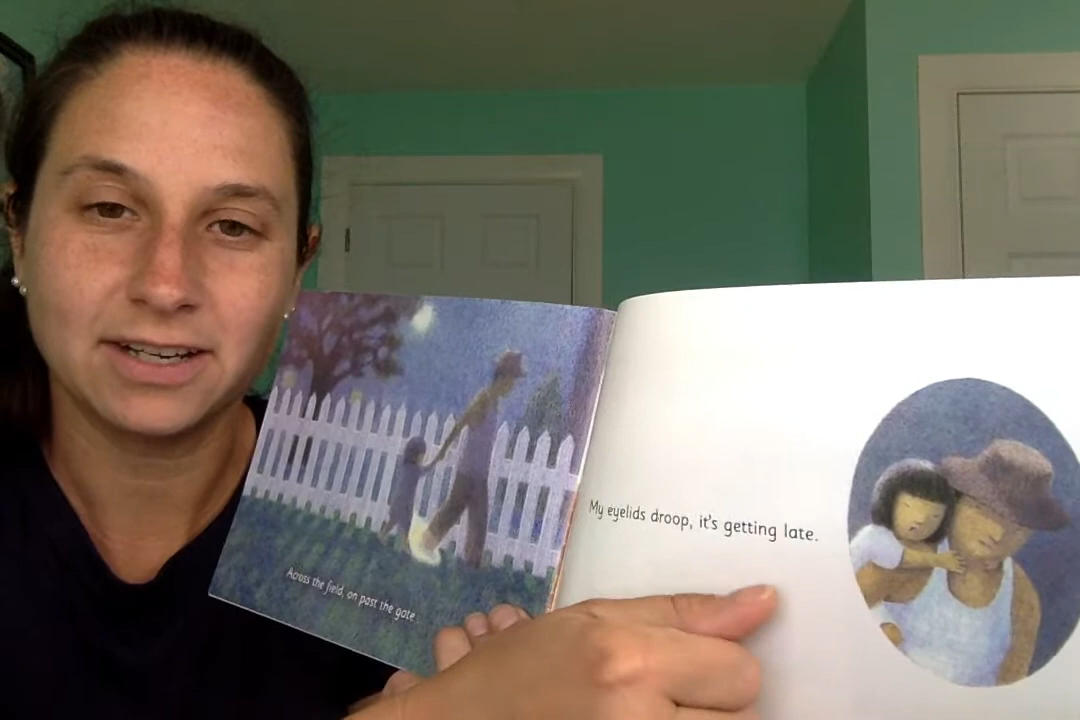 Across the field, on past the gate.
My eyelids droop, it's getting late.